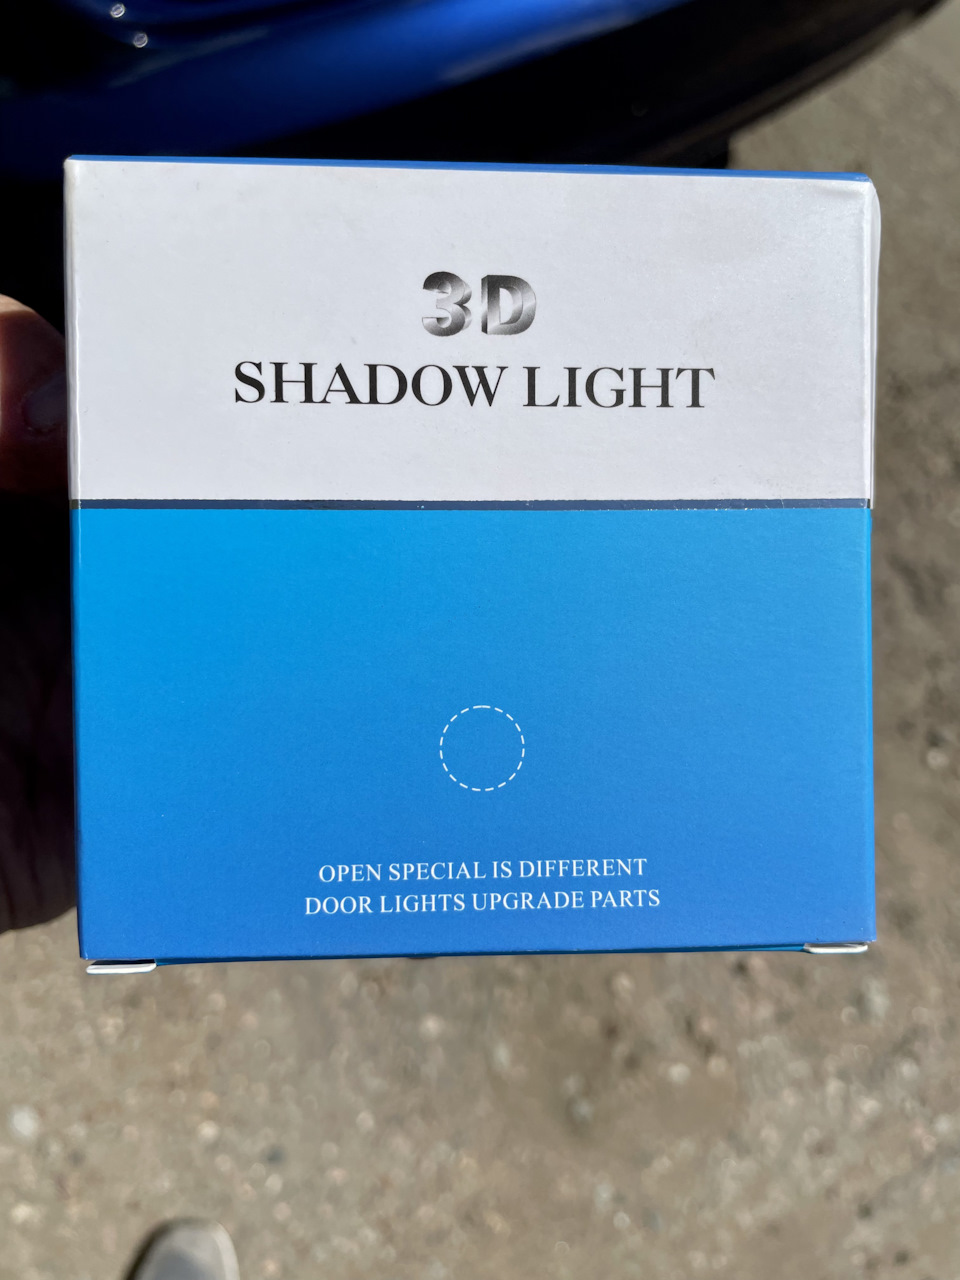 3D
SHADOW LIGHT
OPEN SPECIAL IS DIFFERENT
DOOR LIGHTS UPGRADE PARTS